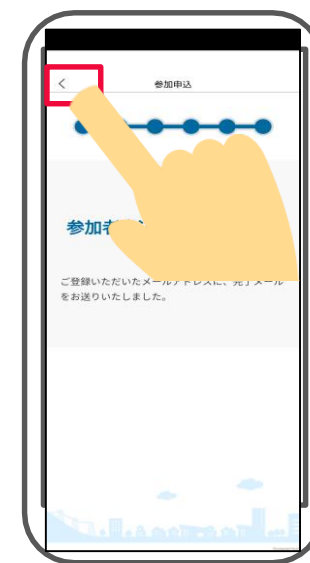 参加申込
参加
ご登録いただいたメールアドレスに、完了メール
をお送りいたしました。